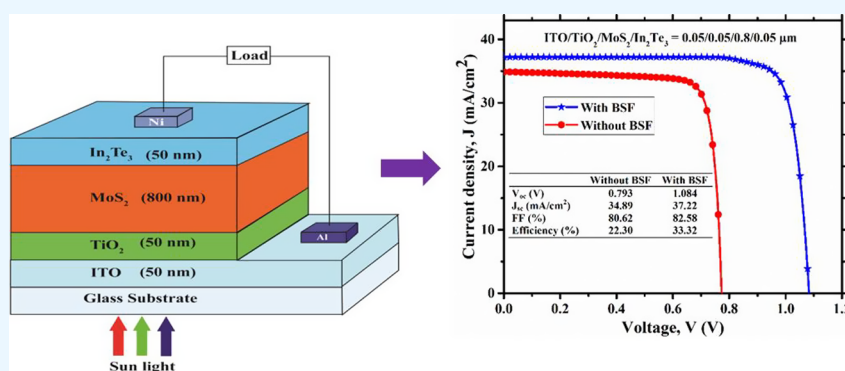 Load
Ni
In₂Te₃ (50 nm)
MoS₂ (800 nm)
TiO₂ (50 nm)
Al
ITO (50 nm)
Glass Substrate
Sun light
ITO/TiO₂/MoS₂/In₂Te₃ = 0.05/0.05/0.8/0.05 µm
With BSF
Without BSF
Without BSF With BSF
Voc (V) 0.793 1.084
Jsc (mA/cm²) 34.89 37.22
FF (%) 80.62 82.58
Efficiency (%) 22.30 33.32
Current density, J (mA/cm²)
40
30
20
10
0
0.0 0.2 0.4 0.6 0.8 1.0 1.2
Voltage, V (V)